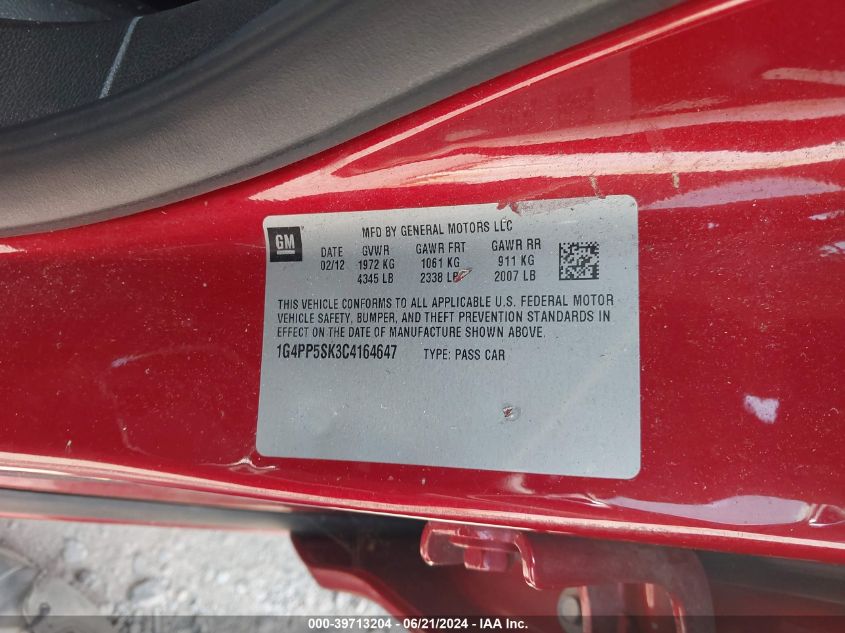 MFD BY GENERAL MOTORS LLC
GM DATE GVWR GAWR FRT GAWR RR
02/12 1972 KG 1061 KG 911 KG
4345 LB 2338 LB 2007 LB
THIS VEHICLE CONFORMS TO ALL APPLICABLE U.S. FEDERAL MOTOR
VEHICLE SAFETY, BUMPER, AND THEFT PREVENTION STANDARDS IN
EFFECT ON THE DATE OF MANUFACTURE SHOWN ABOVE.
1G4PP5SK3C4164647 TYPE: PASS CAR
000-39713204 - 06/21/2024 - IAA Inc.